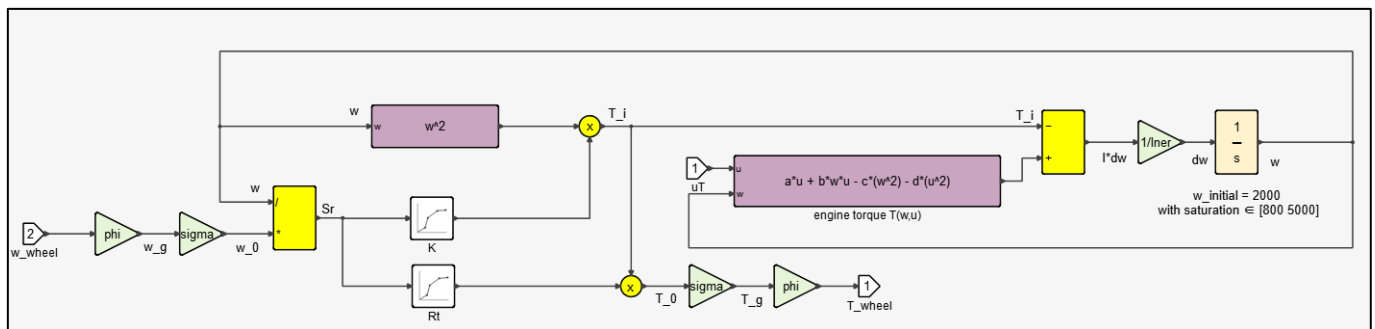 w
w
w^2
x
T_i
T_i
−
+
I*dw
1/Iner
dw
1
s
w
1
uT
u
w
a*u + b*w*u - c*(w^2) - d*(u^2)
engine torque T(w,u)
w_initial = 2000
with saturation ∈ [800 5000]
w
/
*
Sr
2
w_wheel
phi
w_g
sigma
w_0
K
Rt
x
T_0
sigma
T_g
phi
1
T_wheel